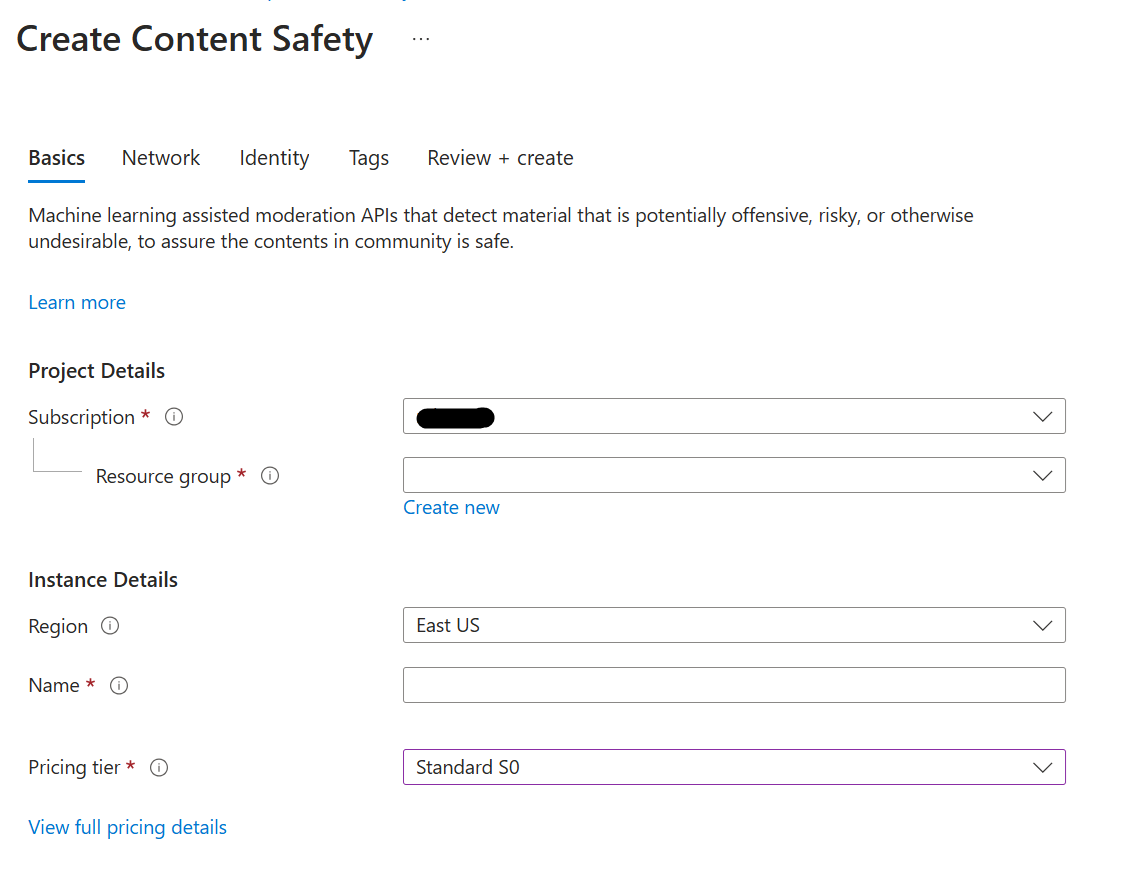 Create Content Safety ...
Basics Network Identity Tags Review + create
Machine learning assisted moderation APIs that detect material that is potentially offensive, risky, or otherwise
undesirable, to assure the contents in community is safe.
Learn more
Project Details
Subscription *
Resource group *
Create new
Instance Details
Region East US
Name *
Pricing tier * Standard S0
View full pricing details